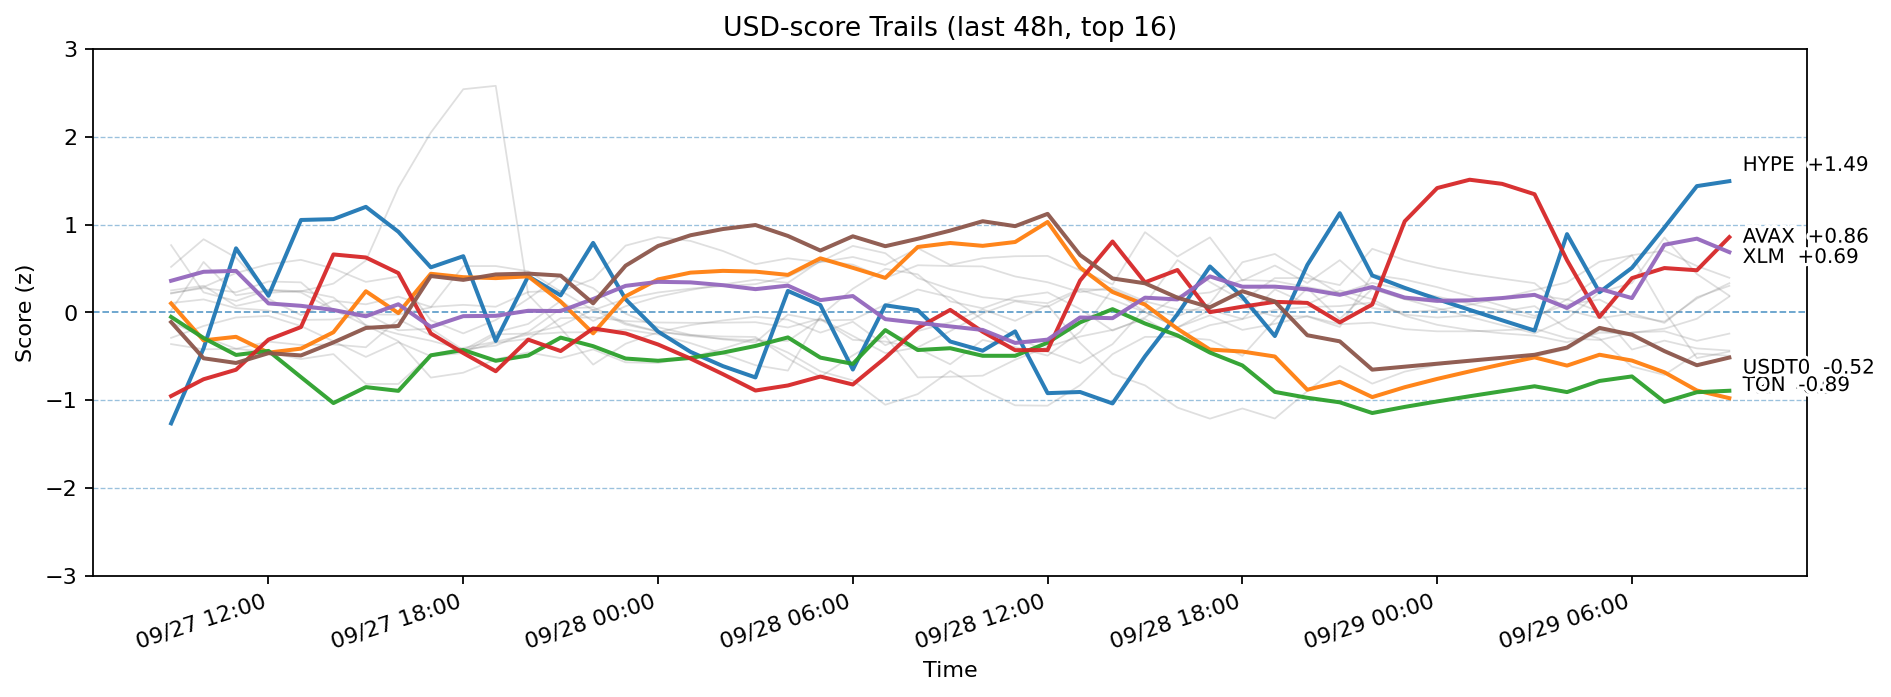 USD-score Trails (last 48h, top 16)
Score (z)
3
2
1
0
−1
−2
−3
HYPE +1.49
AVAX +0.86
XLM +0.69
USDT0 -0.52
TON -0.89
09/27 12:00
09/27 18:00
09/28 00:00
09/28 06:00
09/28 12:00
09/28 18:00
09/29 00:00
09/29 06:00
Time